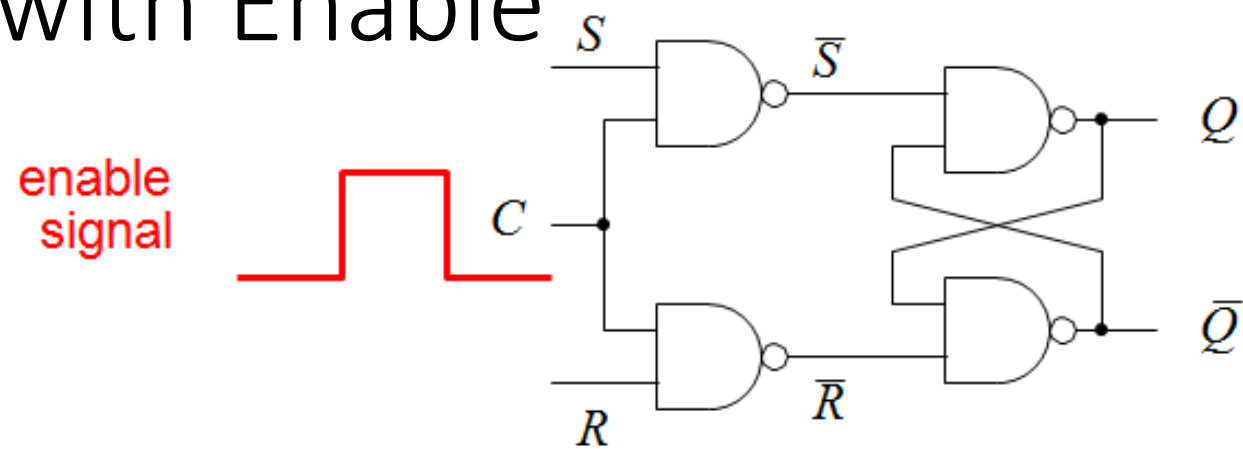 with Enable
S
S̅
Q
enable
signal
C
Q̅
R̅
R